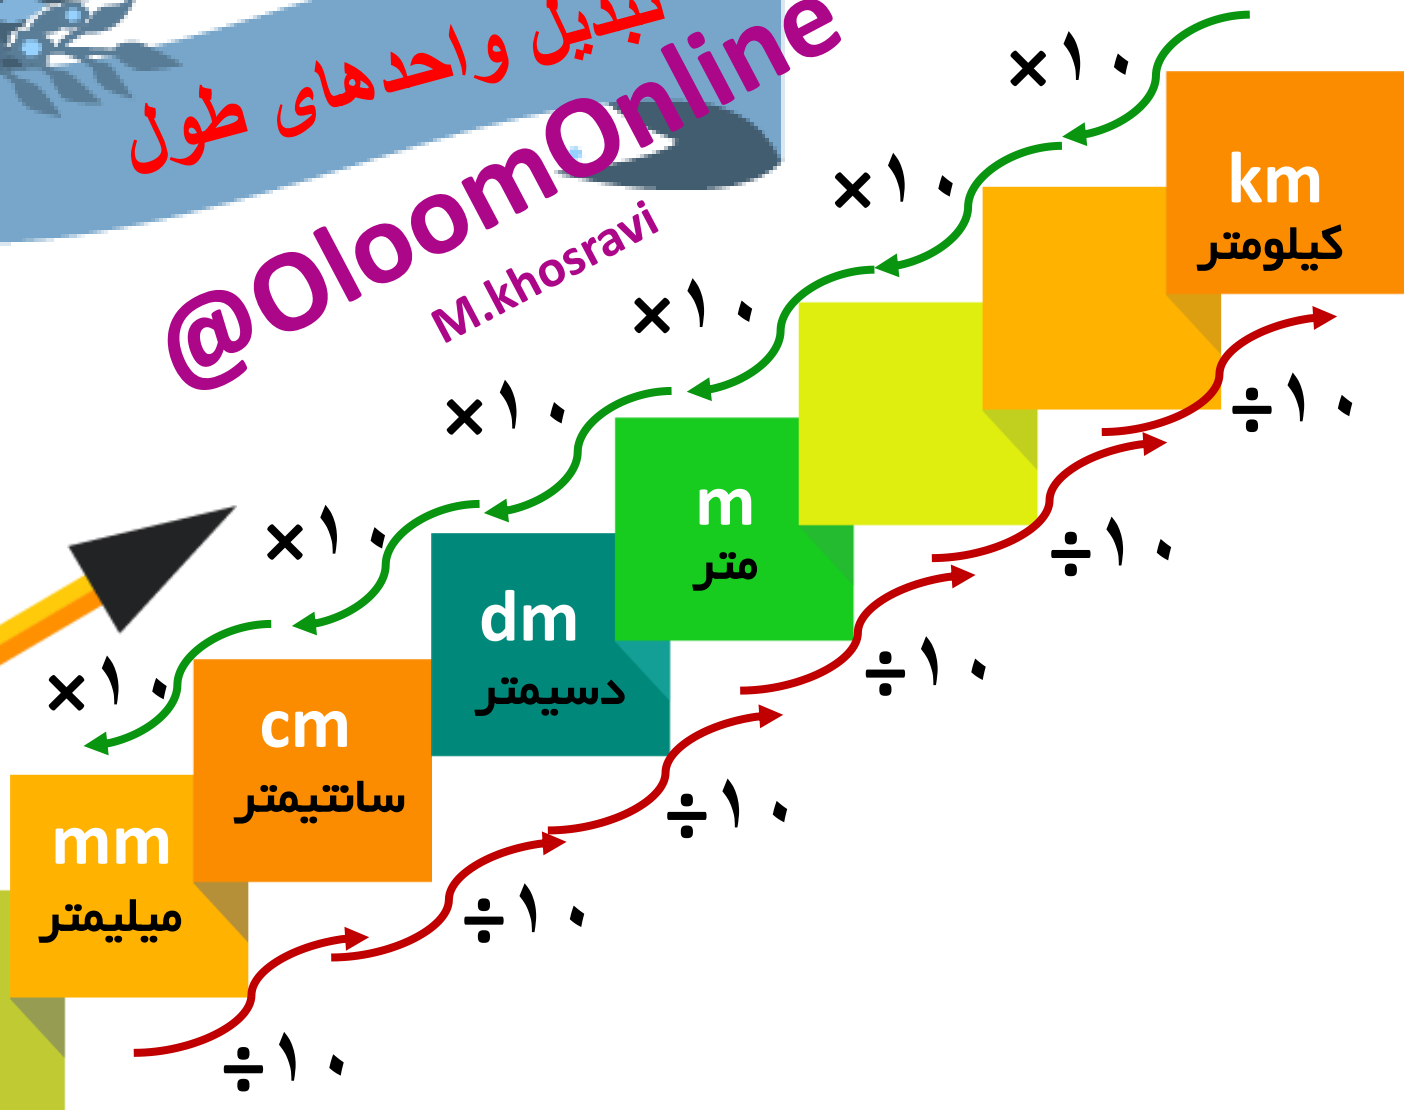 تبدیل واحدهای طول
@OloomOnline
M.khosravi
×۱۰
×۱۰
×۱۰
×۱۰
×۱۰
×۱۰
km
کیلومتر
m
متر
dm
دسیمتر
cm
سانتیمتر
mm
میلیمتر
÷۱۰
÷۱۰
÷۱۰
÷۱۰
÷۱۰
÷۱۰